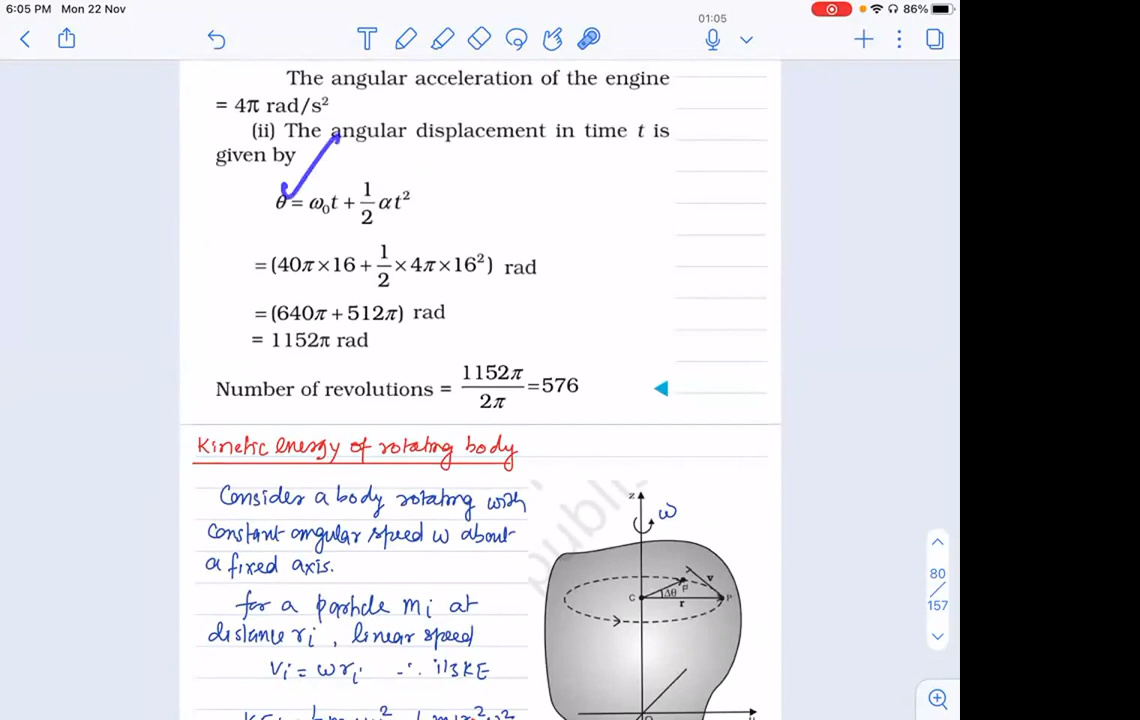 6:05 PM Mon 22 Nov
86%
01:05
The angular acceleration of the engine
= 4π rad/s²
(ii) The angular displacement in time t is
given by
θ = ω₀t + 1/2 αt²
= (40π×16 + 1/2 ×4π×16²) rad
= (640π + 512π) rad
= 1152π rad
Number of revolutions = 1152π/2π = 576
Kinetic energy of rotating body
Consider a body rotating with
constant angular speed ω about
a fixed axis.
for a particle mi at
distance ri, linear speed
vi = ωri ∴ its KE
z
ω
C
Δθ
P'
v
r
P
publi
80
/
157